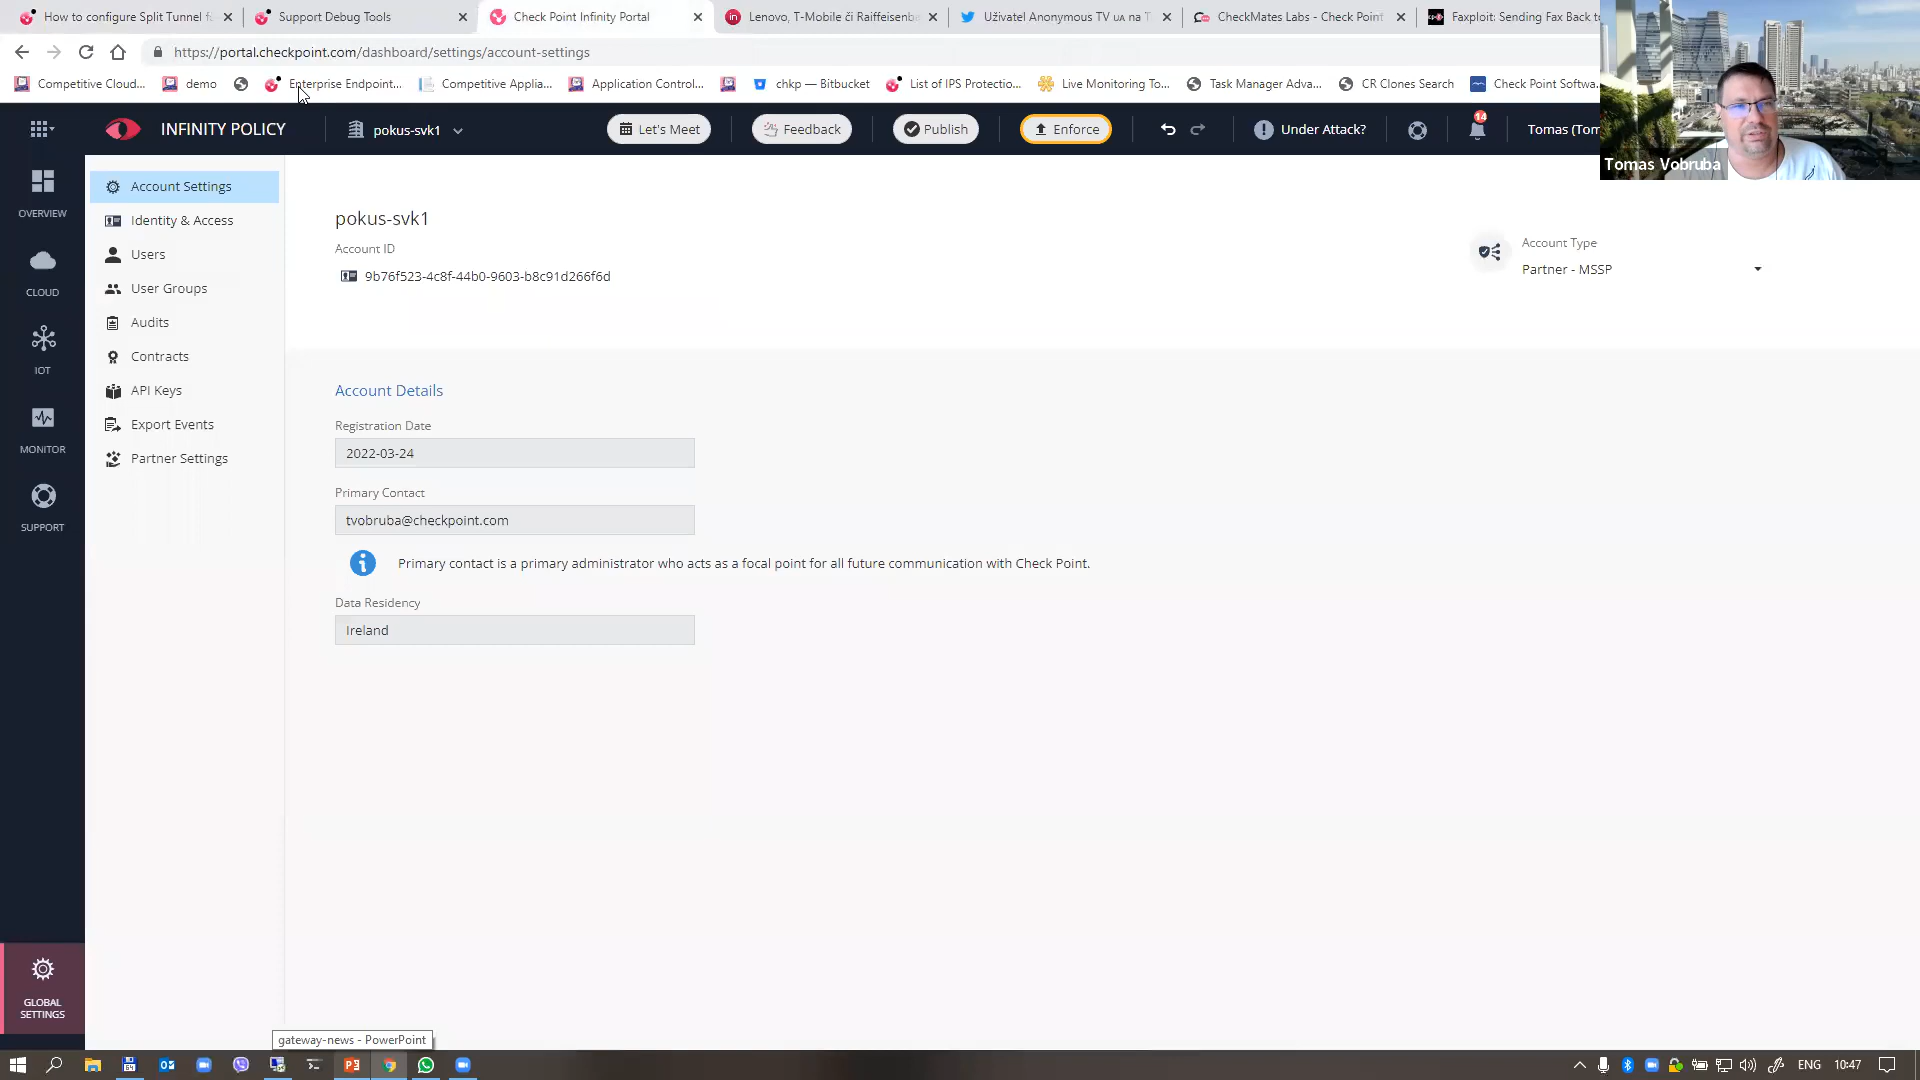 How to configure Split Tunnel f
Support Debug Tools
Check Point Infinity Portal
Lenovo, T-Mobile či Raiffeisenb
Uživatel Anonymous TV ua na T
CheckMates Labs - Check Point
Faxploit: Sending Fax Back t
https://portal.checkpoint.com/dashboard/settings/account-settings
Competitive Cloud...
demo
Enterprise Endpoint...
Competitive Applia...
Application Control...
chkp — Bitbucket
List of IPS Protectio...
Live Monitoring To...
Task Manager Adva...
CR Clones Search
Check Point Softwa
INFINITY POLICY
pokus-svk1
Let's Meet
Feedback
Publish
Enforce
Under Attack?
14
Tomas (Tom
Tomas Vobruba
OVERVIEW
CLOUD
IOT
MONITOR
SUPPORT
GLOBAL
SETTINGS
Account Settings
Identity & Access
Users
User Groups
Audits
Contracts
API Keys
Export Events
Partner Settings
pokus-svk1
Account ID
9b76f523-4c8f-44b0-9603-b8c91d266f6d
Account Type
Partner - MSSP
Account Details
Registration Date
2022-03-24
Primary Contact
tvobruba@checkpoint.com
Primary contact is a primary administrator who acts as a focal point for all future communication with Check Point.
Data Residency
Ireland
gateway-news - PowerPoint
ENG
10:47